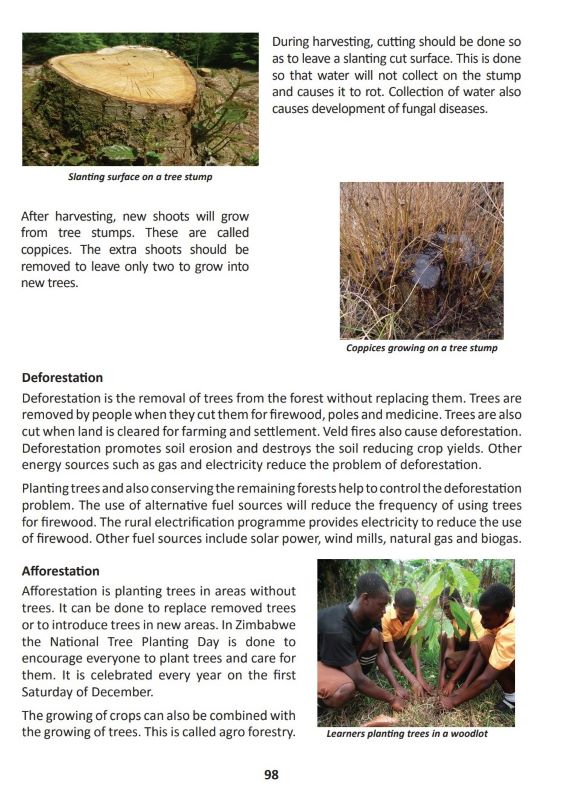 During harvesting, cutting should be done so
as to leave a slanting cut surface. This is done
so that water will not collect on the stump
and causes it to rot. Collection of water also
causes development of fungal diseases.
Slanting surface on a tree stump
After harvesting, new shoots will grow
from tree stumps. These are called
coppices. The extra shoots should be
removed to leave only two to grow into
new trees.
Coppices growing on a tree stump
Deforestation
Deforestation is the removal of trees from the forest without replacing them. Trees are
removed by people when they cut them for firewood, poles and medicine. Trees are also
cut when land is cleared for farming and settlement. Veld fires also cause deforestation.
Deforestation promotes soil erosion and destroys the soil reducing crop yields. Other
energy sources such as gas and electricity reduce the problem of deforestation.
Planting trees and also conserving the remaining forests help to control the deforestation
problem. The use of alternative fuel sources will reduce the frequency of using trees
for firewood. The rural electrification programme provides electricity to reduce the use
of firewood. Other fuel sources include solar power, wind mills, natural gas and biogas.
Afforestation
Afforestation is planting trees in areas without
trees. It can be done to replace removed trees
or to introduce trees in new areas. In Zimbabwe
the National Tree Planting Day is done to
encourage everyone to plant trees and care for
them. It is celebrated every year on the first
Saturday of December.
The growing of crops can also be combined with
the growing of trees. This is called agro forestry.
Learners planting trees in a woodlot
98